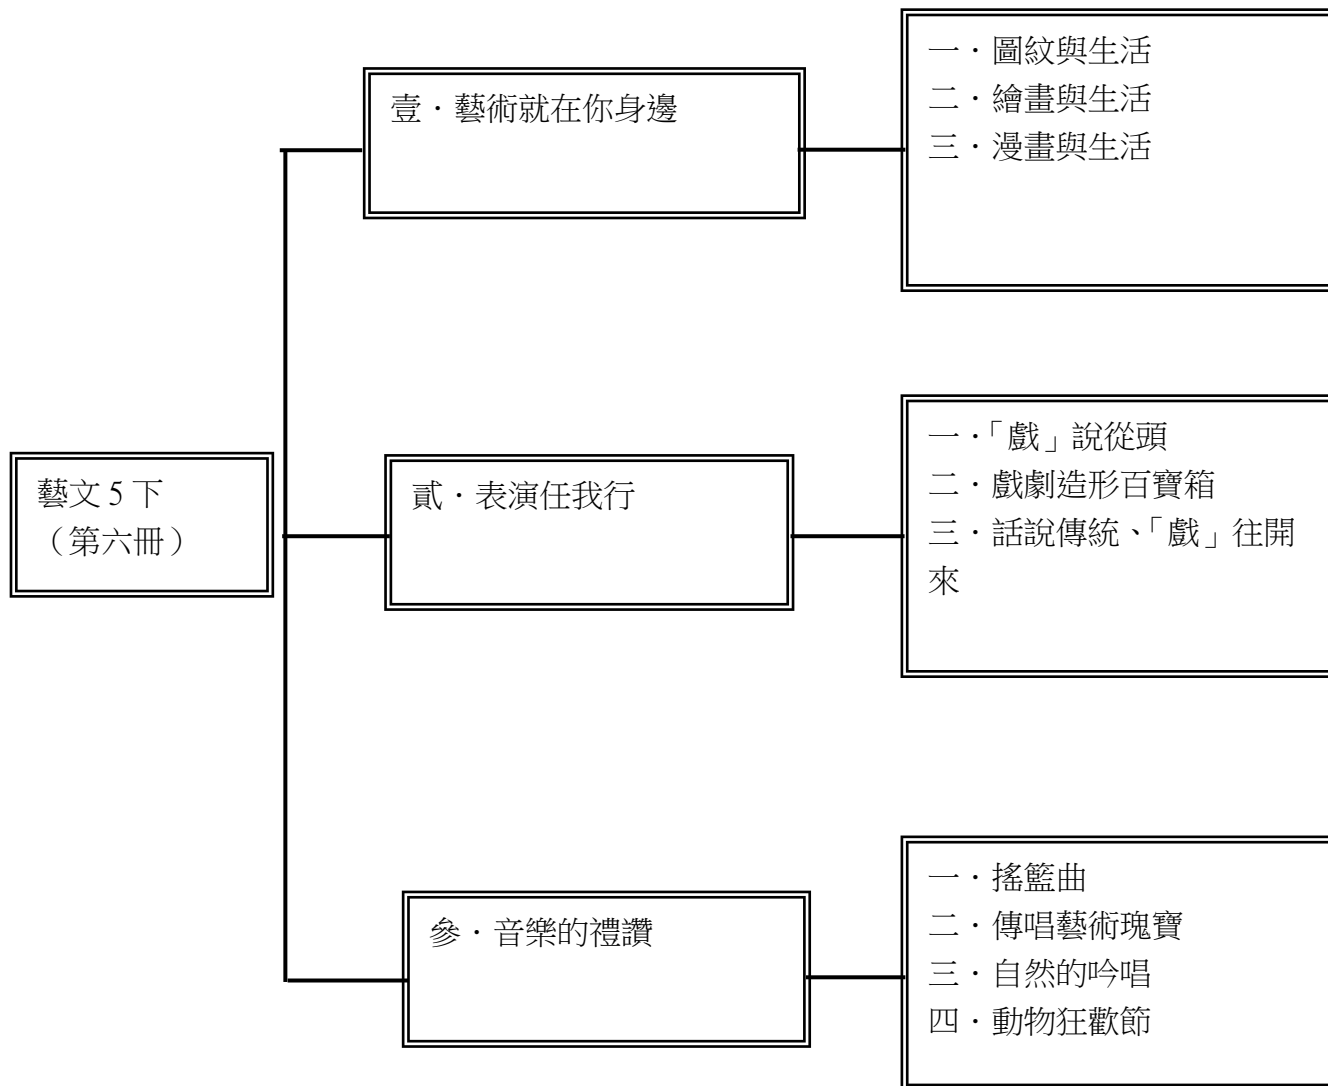 壹．藝術就在你身邊
一．圖紋與生活
二．繪畫與生活
三．漫畫與生活
藝文 5 下
（第六冊）
貳．表演任我行
一．「戲」說從頭
二．戲劇造形百寶箱
三．話說傳統、「戲」往開
來
參．音樂的禮讚
一．搖籃曲
二．傳唱藝術瑰寶
三．自然的吟唱
四．動物狂歡節